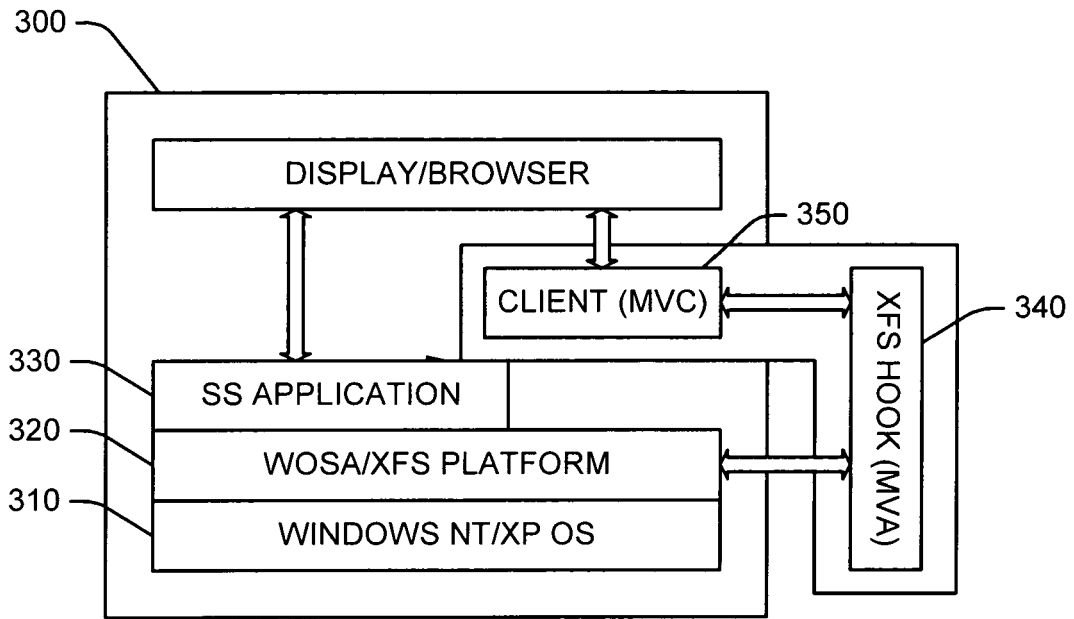 300
DISPLAY/BROWSER
350
CLIENT (MVC)
XFS HOOK (MVA)
340
330
SS APPLICATION
320
WOSA/XFS PLATFORM
310
WINDOWS NT/XP OS